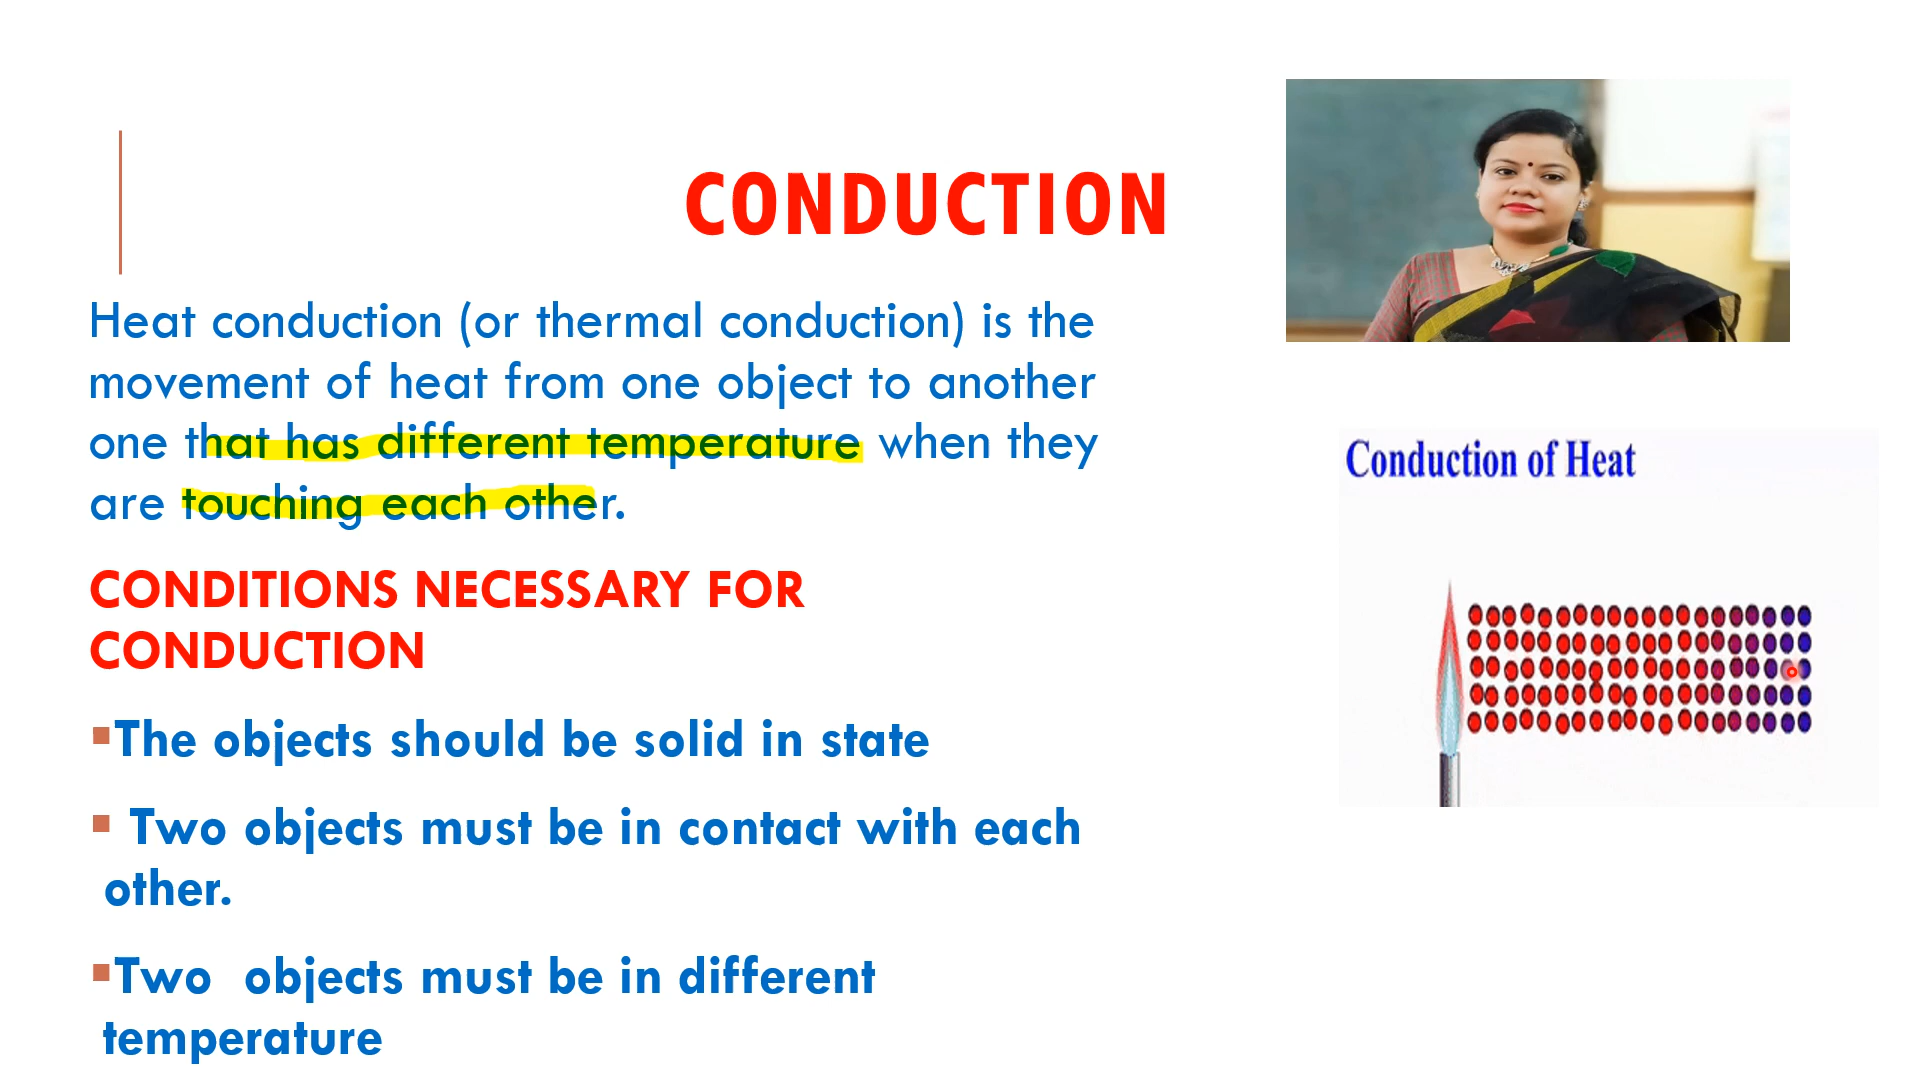 CONDUCTION
Heat conduction (or thermal conduction) is the
movement of heat from one object to another
one that has different temperature when they
are touching each other.
CONDITIONS NECESSARY FOR
CONDUCTION
▪The objects should be solid in state
▪ Two objects must be in contact with each
other.
▪Two  objects must be in different
temperature
Conduction of Heat